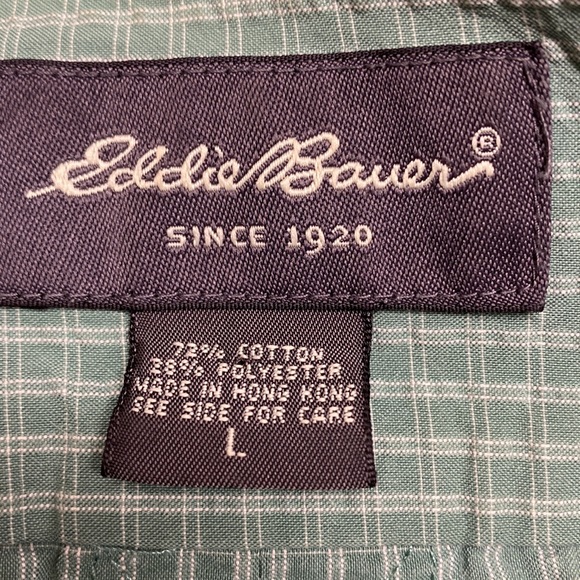 Eddie Bauer®
SINCE 1920
72% COTTON
28% POLYESTER
MADE IN HONG KONG
SEE SIDE FOR CARE
L